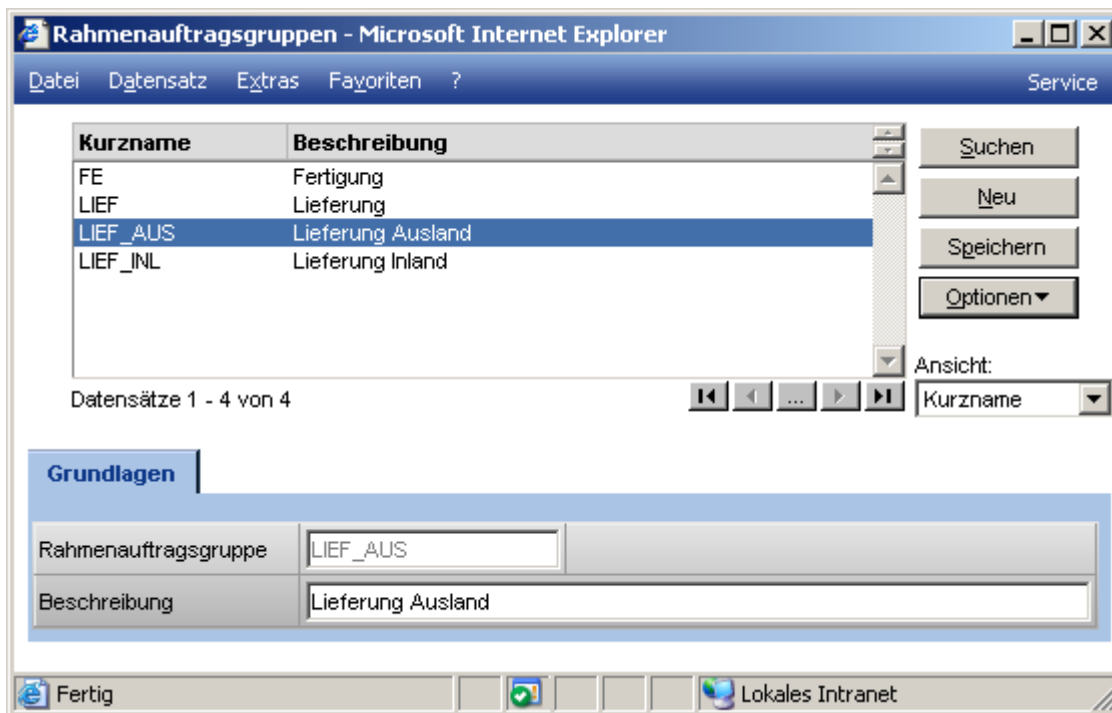 Rahmenauftragsgruppen - Microsoft Internet Explorer
Datei Datensatz Extras Favoriten ? Service
Kurzname Beschreibung
FE Fertigung
LIEF Lieferung
LIEF_AUS Lieferung Ausland
LIEF_INL Lieferung Inland
Suchen
Neu
Speichern
Optionen
Ansicht:
Kurzname
Datensätze 1 - 4 von 4 ...
Grundlagen
Rahmenauftragsgruppe LIEF_AUS
Beschreibung Lieferung Ausland
Fertig Lokales Intranet